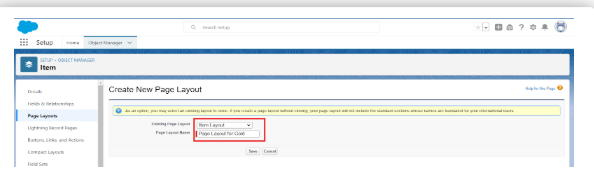 Search Setup
Setup Home Object Manager
SETUP > OBJECT MANAGER
Item
Details
Fields & Relationships
Page Layouts
Lightning Record Pages
Buttons, Links, and Actions
Compact Layouts
Field Sets
Create New Page Layout
Help for this Page
As an option, you may select an existing layout to clone. If you create a page layout without cloning, your page layout will not include the standard sections whose names are translated for your international users.
Existing Page Layout Item Layout
Page Layout Name Page Layout for Gold
Save Cancel